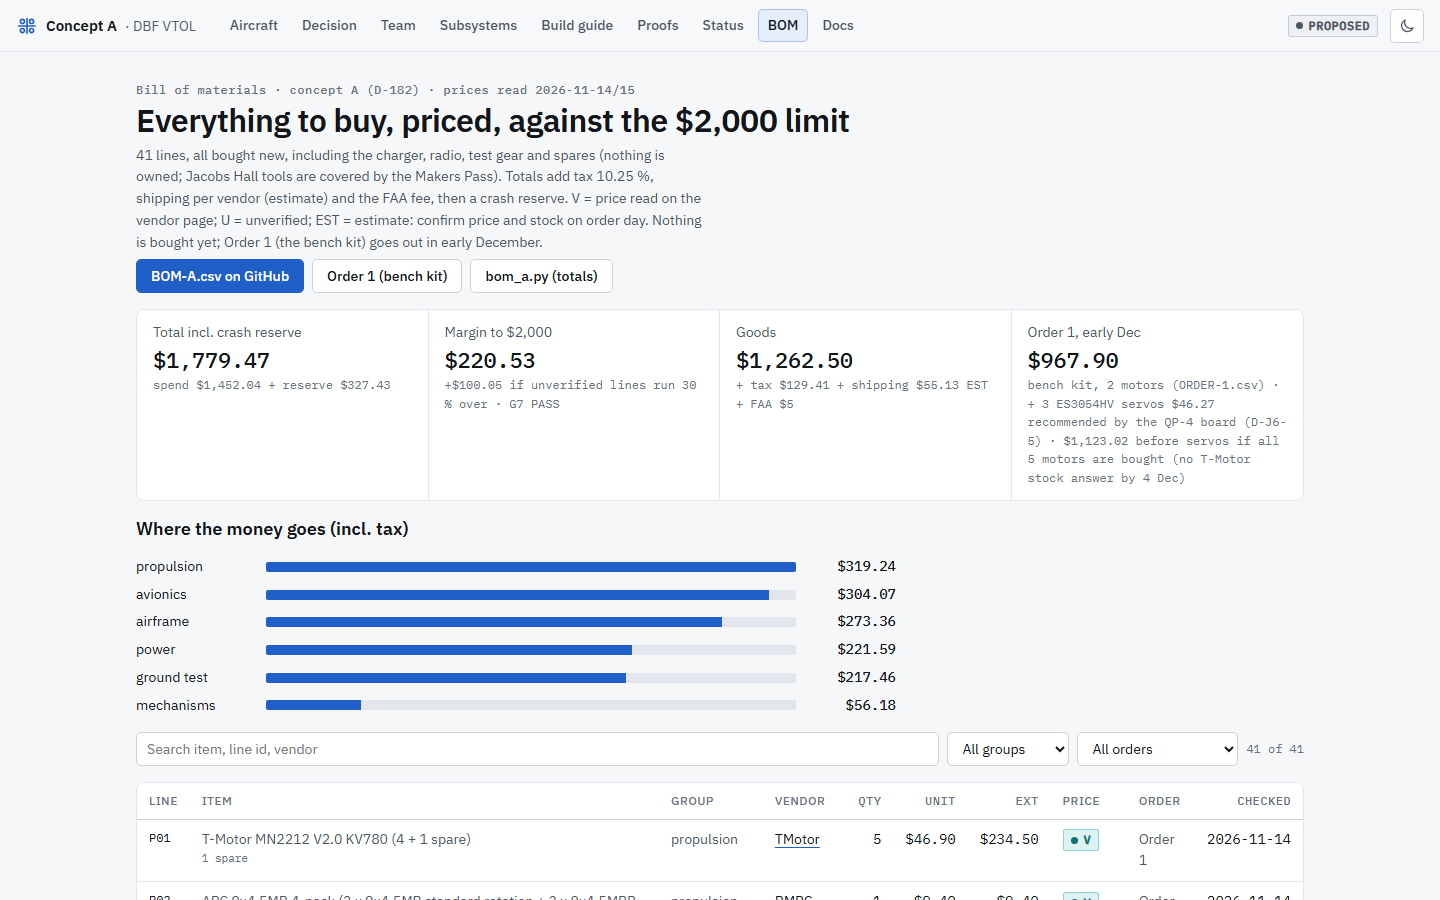 Concept A · DBF VTOL Aircraft Decision Team Subsystems Build guide Proofs Status BOM Docs PROPOSED
Bill of materials · concept A (D-182) · prices read 2026-11-14/15
Everything to buy, priced, against the $2,000 limit
41 lines, all bought new, including the charger, radio, test gear and spares (nothing is
owned; Jacobs Hall tools are covered by the Makers Pass). Totals add tax 10.25 %,
shipping per vendor (estimate) and the FAA fee, then a crash reserve. V = price read on the
vendor page; U = unverified; EST = estimate: confirm price and stock on order day. Nothing
is bought yet; Order 1 (the bench kit) goes out in early December.
BOM-A.csv on GitHub Order 1 (bench kit) bom_a.py (totals)
Total incl. crash reserve
$1,779.47
spend $1,452.04 + reserve $327.43
Margin to $2,000
$220.53
+$100.05 if unverified lines run 30
% over · G7 PASS
Goods
$1,262.50
+ tax $129.41 + shipping $55.13 EST
+ FAA $5
Order 1, early Dec
$967.90
bench kit, 2 motors (ORDER-1.csv) ·
+ 3 ES3054HV servos $46.27
recommended by the QP-4 board (D-J6-
5) · $1,123.02 before servos if all
5 motors are bought (no T-Motor
stock answer by 4 Dec)
Where the money goes (incl. tax)
propulsion $319.24
avionics $304.07
airframe $273.36
power $221.59
ground test $217.46
mechanisms $56.18
Search item, line id, vendor All groups All orders 41 of 41
LINE ITEM GROUP VENDOR QTY UNIT EXT PRICE ORDER CHECKED
P01 T-Motor MN2212 V2.0 KV780 (4 + 1 spare) propulsion TMotor 5 $46.90 $234.50 V Order 2026-11-14
1 spare 1